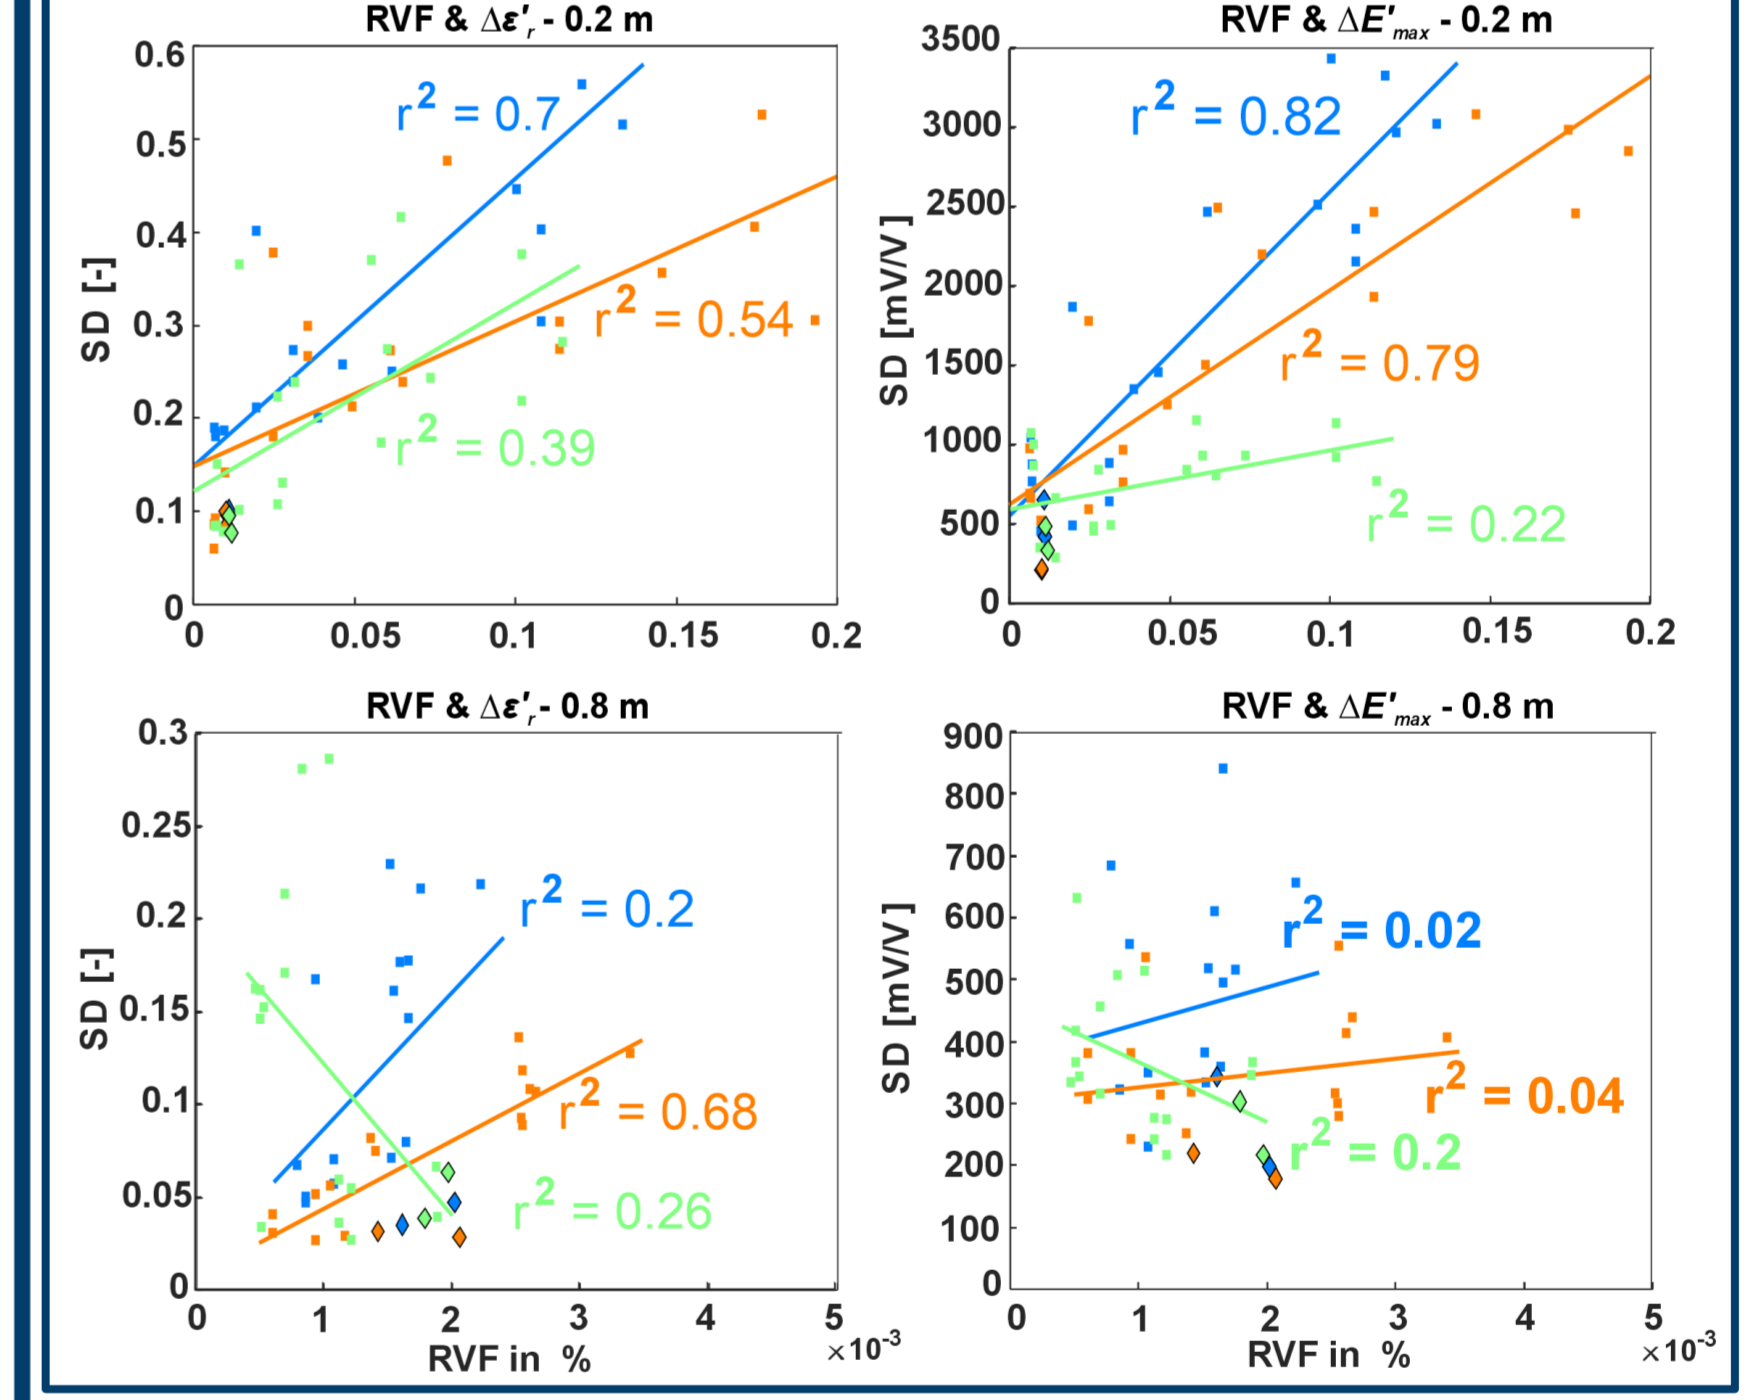 RVF & Δε′r - 0.2 m
0.6
0.5
0.4
0.3
0.2
0.1
0
SD [-]
r² = 0.7
r² = 0.54
r² = 0.39
0 0.05 0.1 0.15 0.2
RVF & ΔE′max - 0.2 m
3500
3000
2500
2000
1500
1000
500
0
SD [mV/V]
r² = 0.82
r² = 0.79
r² = 0.22
0 0.05 0.1 0.15 0.2
RVF & Δε′r - 0.8 m
0.3
0.25
0.2
0.15
0.1
0.05
0
SD [-]
r² = 0.2
r² = 0.68
r² = 0.26
0 1 2 3 4 5
RVF in %
×10⁻³
RVF & ΔE′max - 0.8 m
900
800
700
600
500
400
300
200
100
0
SD [mV/V]
r² = 0.02
r² = 0.04
r² = 0.2
0 1 2 3 4 5
RVF in %
×10⁻³